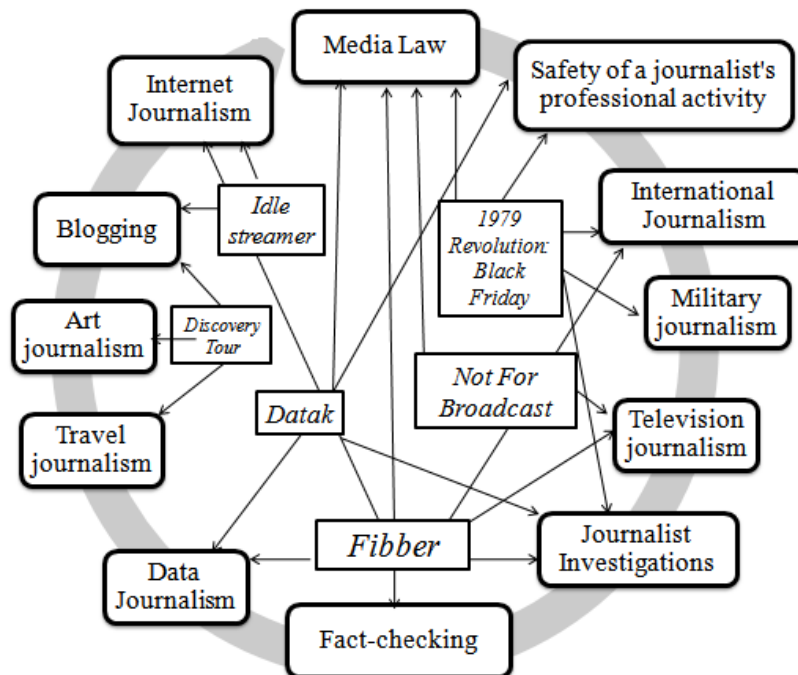 Media Law
Internet
Journalism
Safety of a journalist's
professional activity
Idle
streamer
1979
Revolution:
Black
Friday
International
Journalism
Blogging
Art
journalism
Discovery
Tour
Military
journalism
Not For
Broadcast
Datak
Travel
journalism
Television
journalism
Fibber
Journalist
Investigations
Data
Journalism
Fact-checking